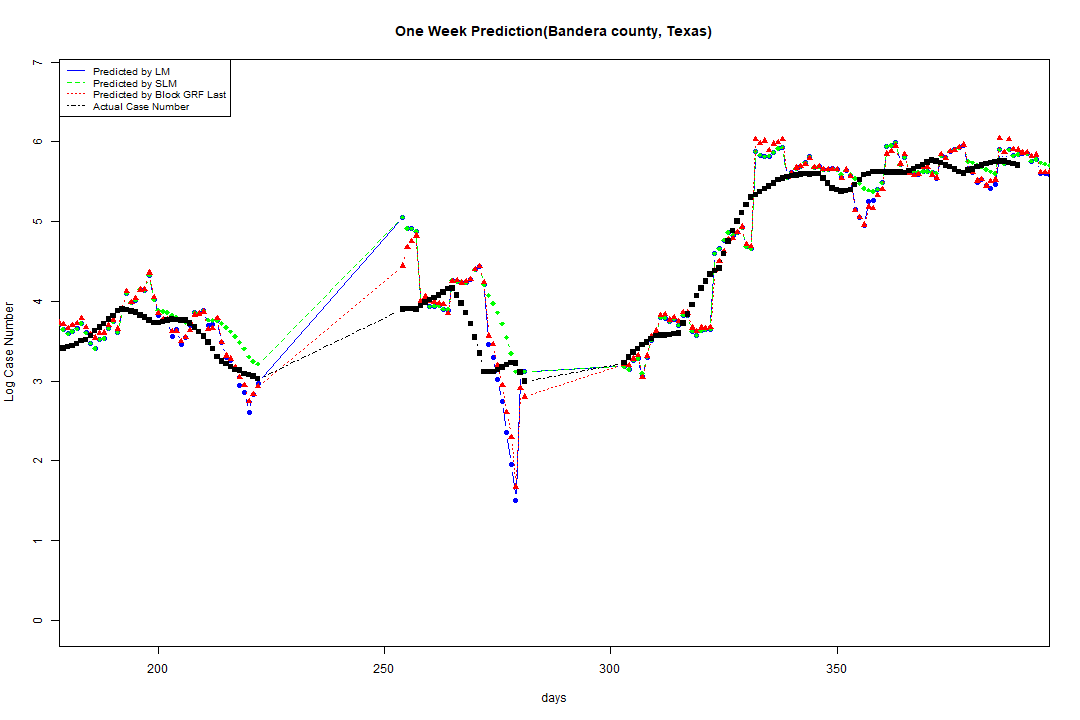 One Week Prediction(Bandera county, Texas)
Predicted by LM
Predicted by SLM
Predicted by Block GRF Last
Actual Case Number
7
6
5
4
3
2
1
0
Log Case Number
200
250
300
350
days